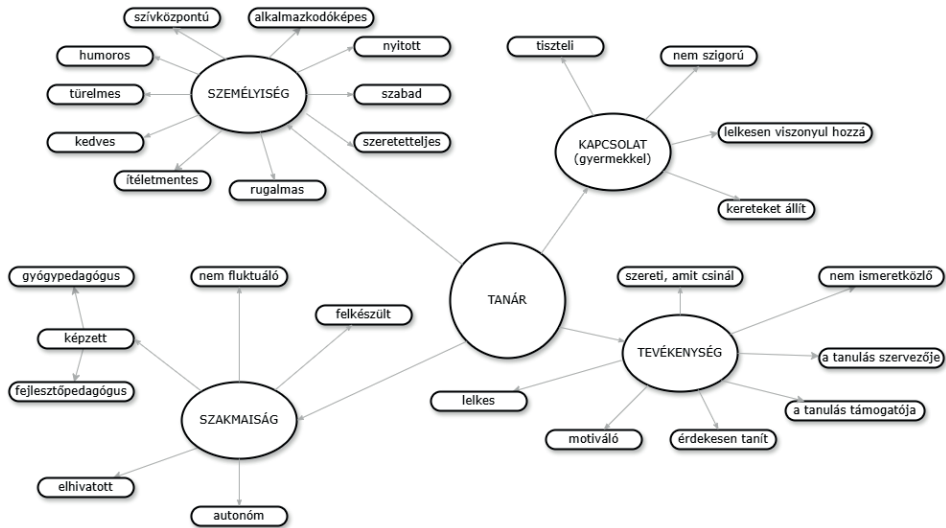 szívközpontú
alkalmazkodóképes
humoros
nyitott
türelmes
SZEMÉLYISÉG
szabad
kedves
szeretetteljes
ítéletmentes
rugalmas
tiszteli
nem szigorú
KAPCSOLAT
(gyermekkel)
lelkesen viszonyul hozzá
kereteket állít
TANÁR
gyógypedagógus
nem fluktuáló
felkészült
képzett
fejlesztőpedagógus
SZAKMAISÁG
elhivatott
autonóm
szereti, amit csinál
nem ismeretközlő
TEVÉKENYSÉG
a tanulás szervezője
lelkes
a tanulás támogatója
motiváló
érdekesen tanít